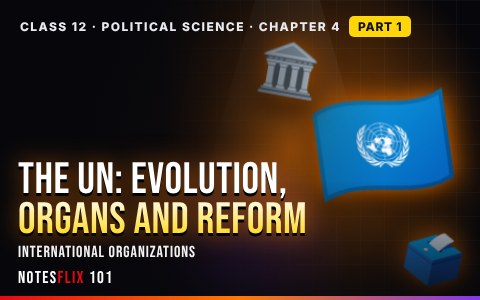 CLASS 12 · POLITICAL SCIENCE · CHAPTER 4 PART 1
THE UN: EVOLUTION,
ORGANS AND REFORM
INTERNATIONAL ORGANIZATIONS
NOTESFLIX 101